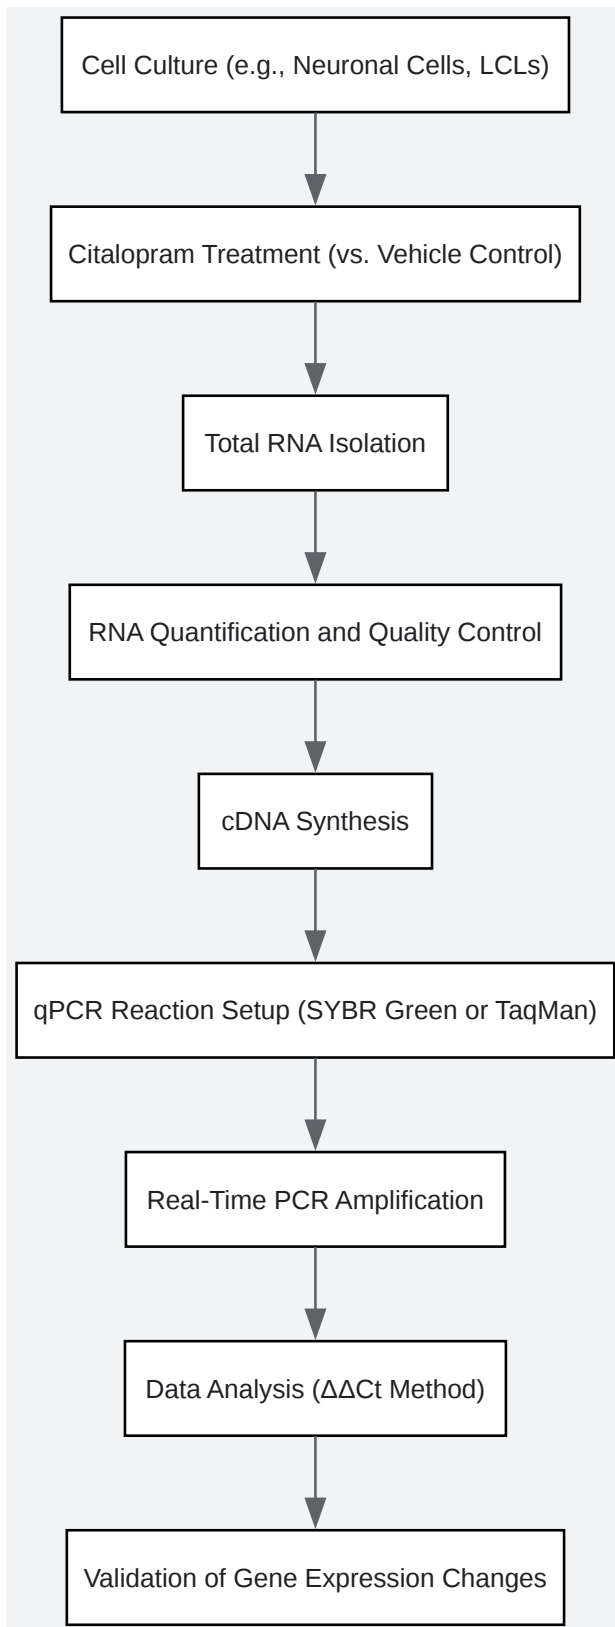 Cell Culture (e.g., Neuronal Cells, LCLs)
Citalopram Treatment (vs. Vehicle Control)
Total RNA Isolation
RNA Quantification and Quality Control
cDNA Synthesis
qPCR Reaction Setup (SYBR Green or TaqMan)
Real-Time PCR Amplification
Data Analysis (ΔΔCt Method)
Validation of Gene Expression Changes